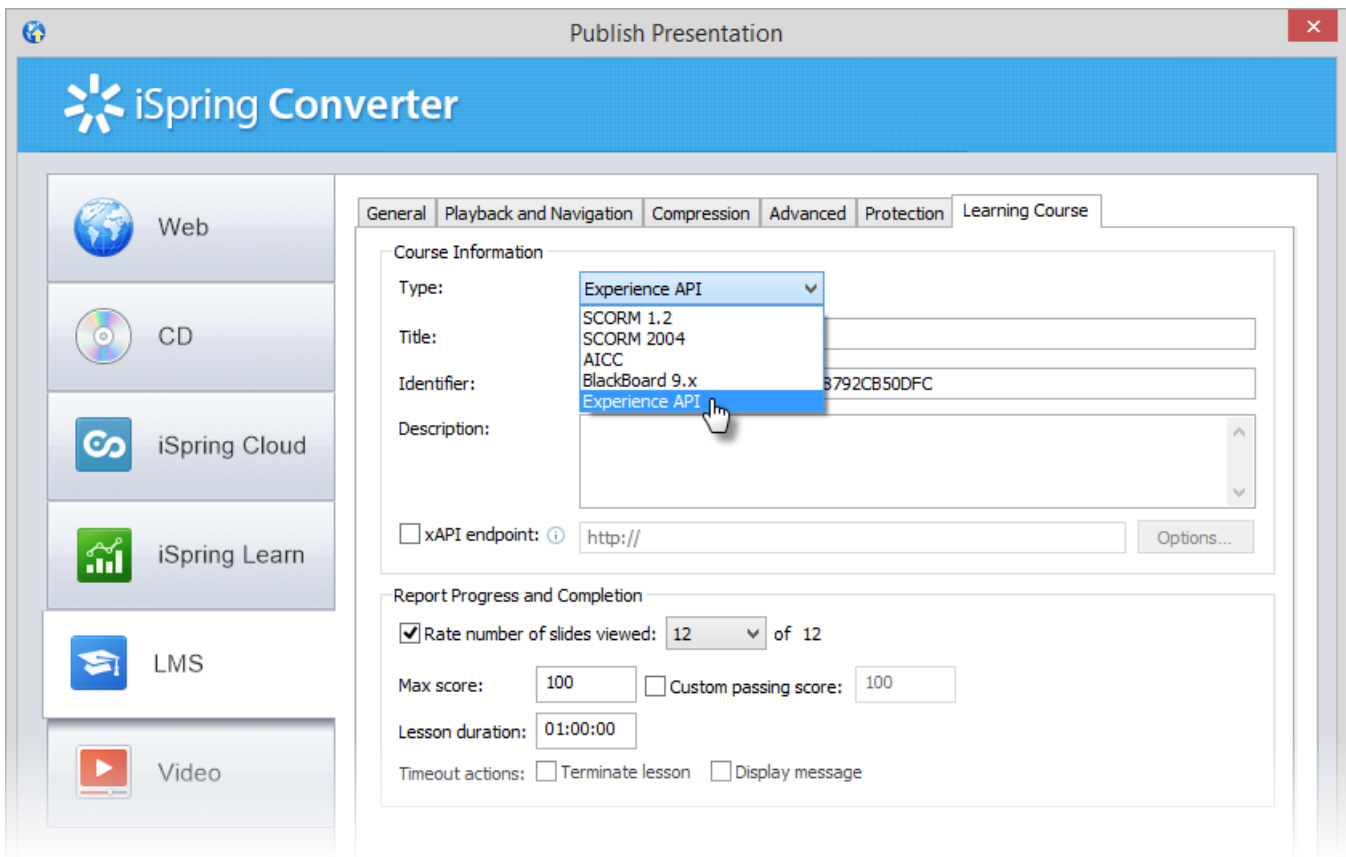 Publish Presentation
iSpring Converter
Web
CD
iSpring Cloud
iSpring Learn
LMS
Video
General Playback and Navigation Compression Advanced Protection Learning Course
Course Information
Type: Experience API
SCORM 1.2
SCORM 2004
AICC
BlackBoard 9.x
Experience API
Title:
Identifier: B792CB50DFC
Description:
xAPI endpoint: http:// Options...
Report Progress and Completion
Rate number of slides viewed: 12 of 12
Max score: 100 Custom passing score: 100
Lesson duration: 01:00:00
Timeout actions: Terminate lesson Display message